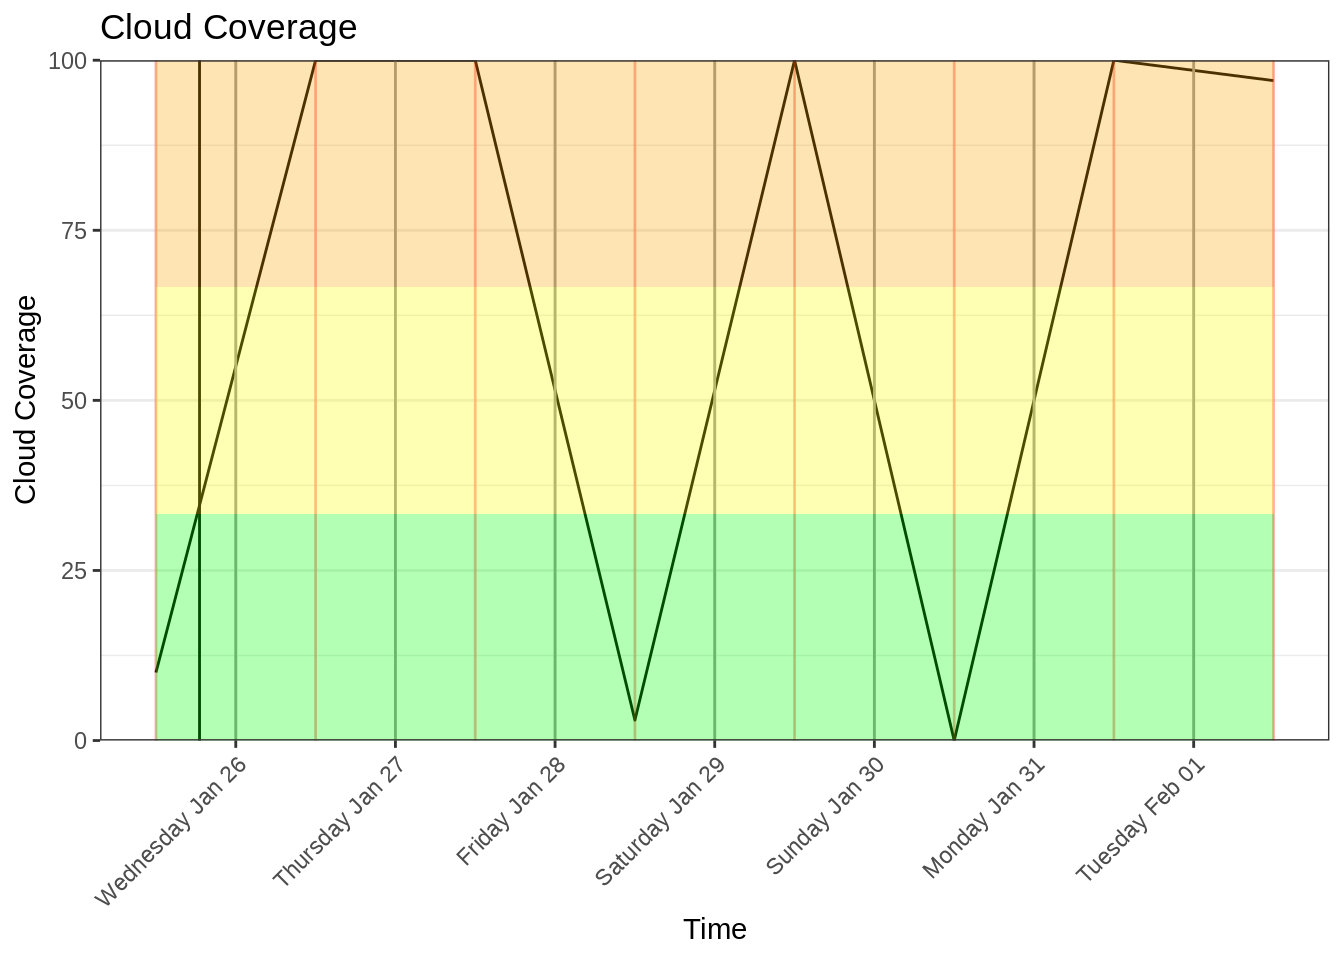 Cloud Coverage
100
75
50
25
0
Cloud Coverage
Wednesday Jan 26
Thursday Jan 27
Friday Jan 28
Saturday Jan 29
Sunday Jan 30
Monday Jan 31
Tuesday Feb 01
Time